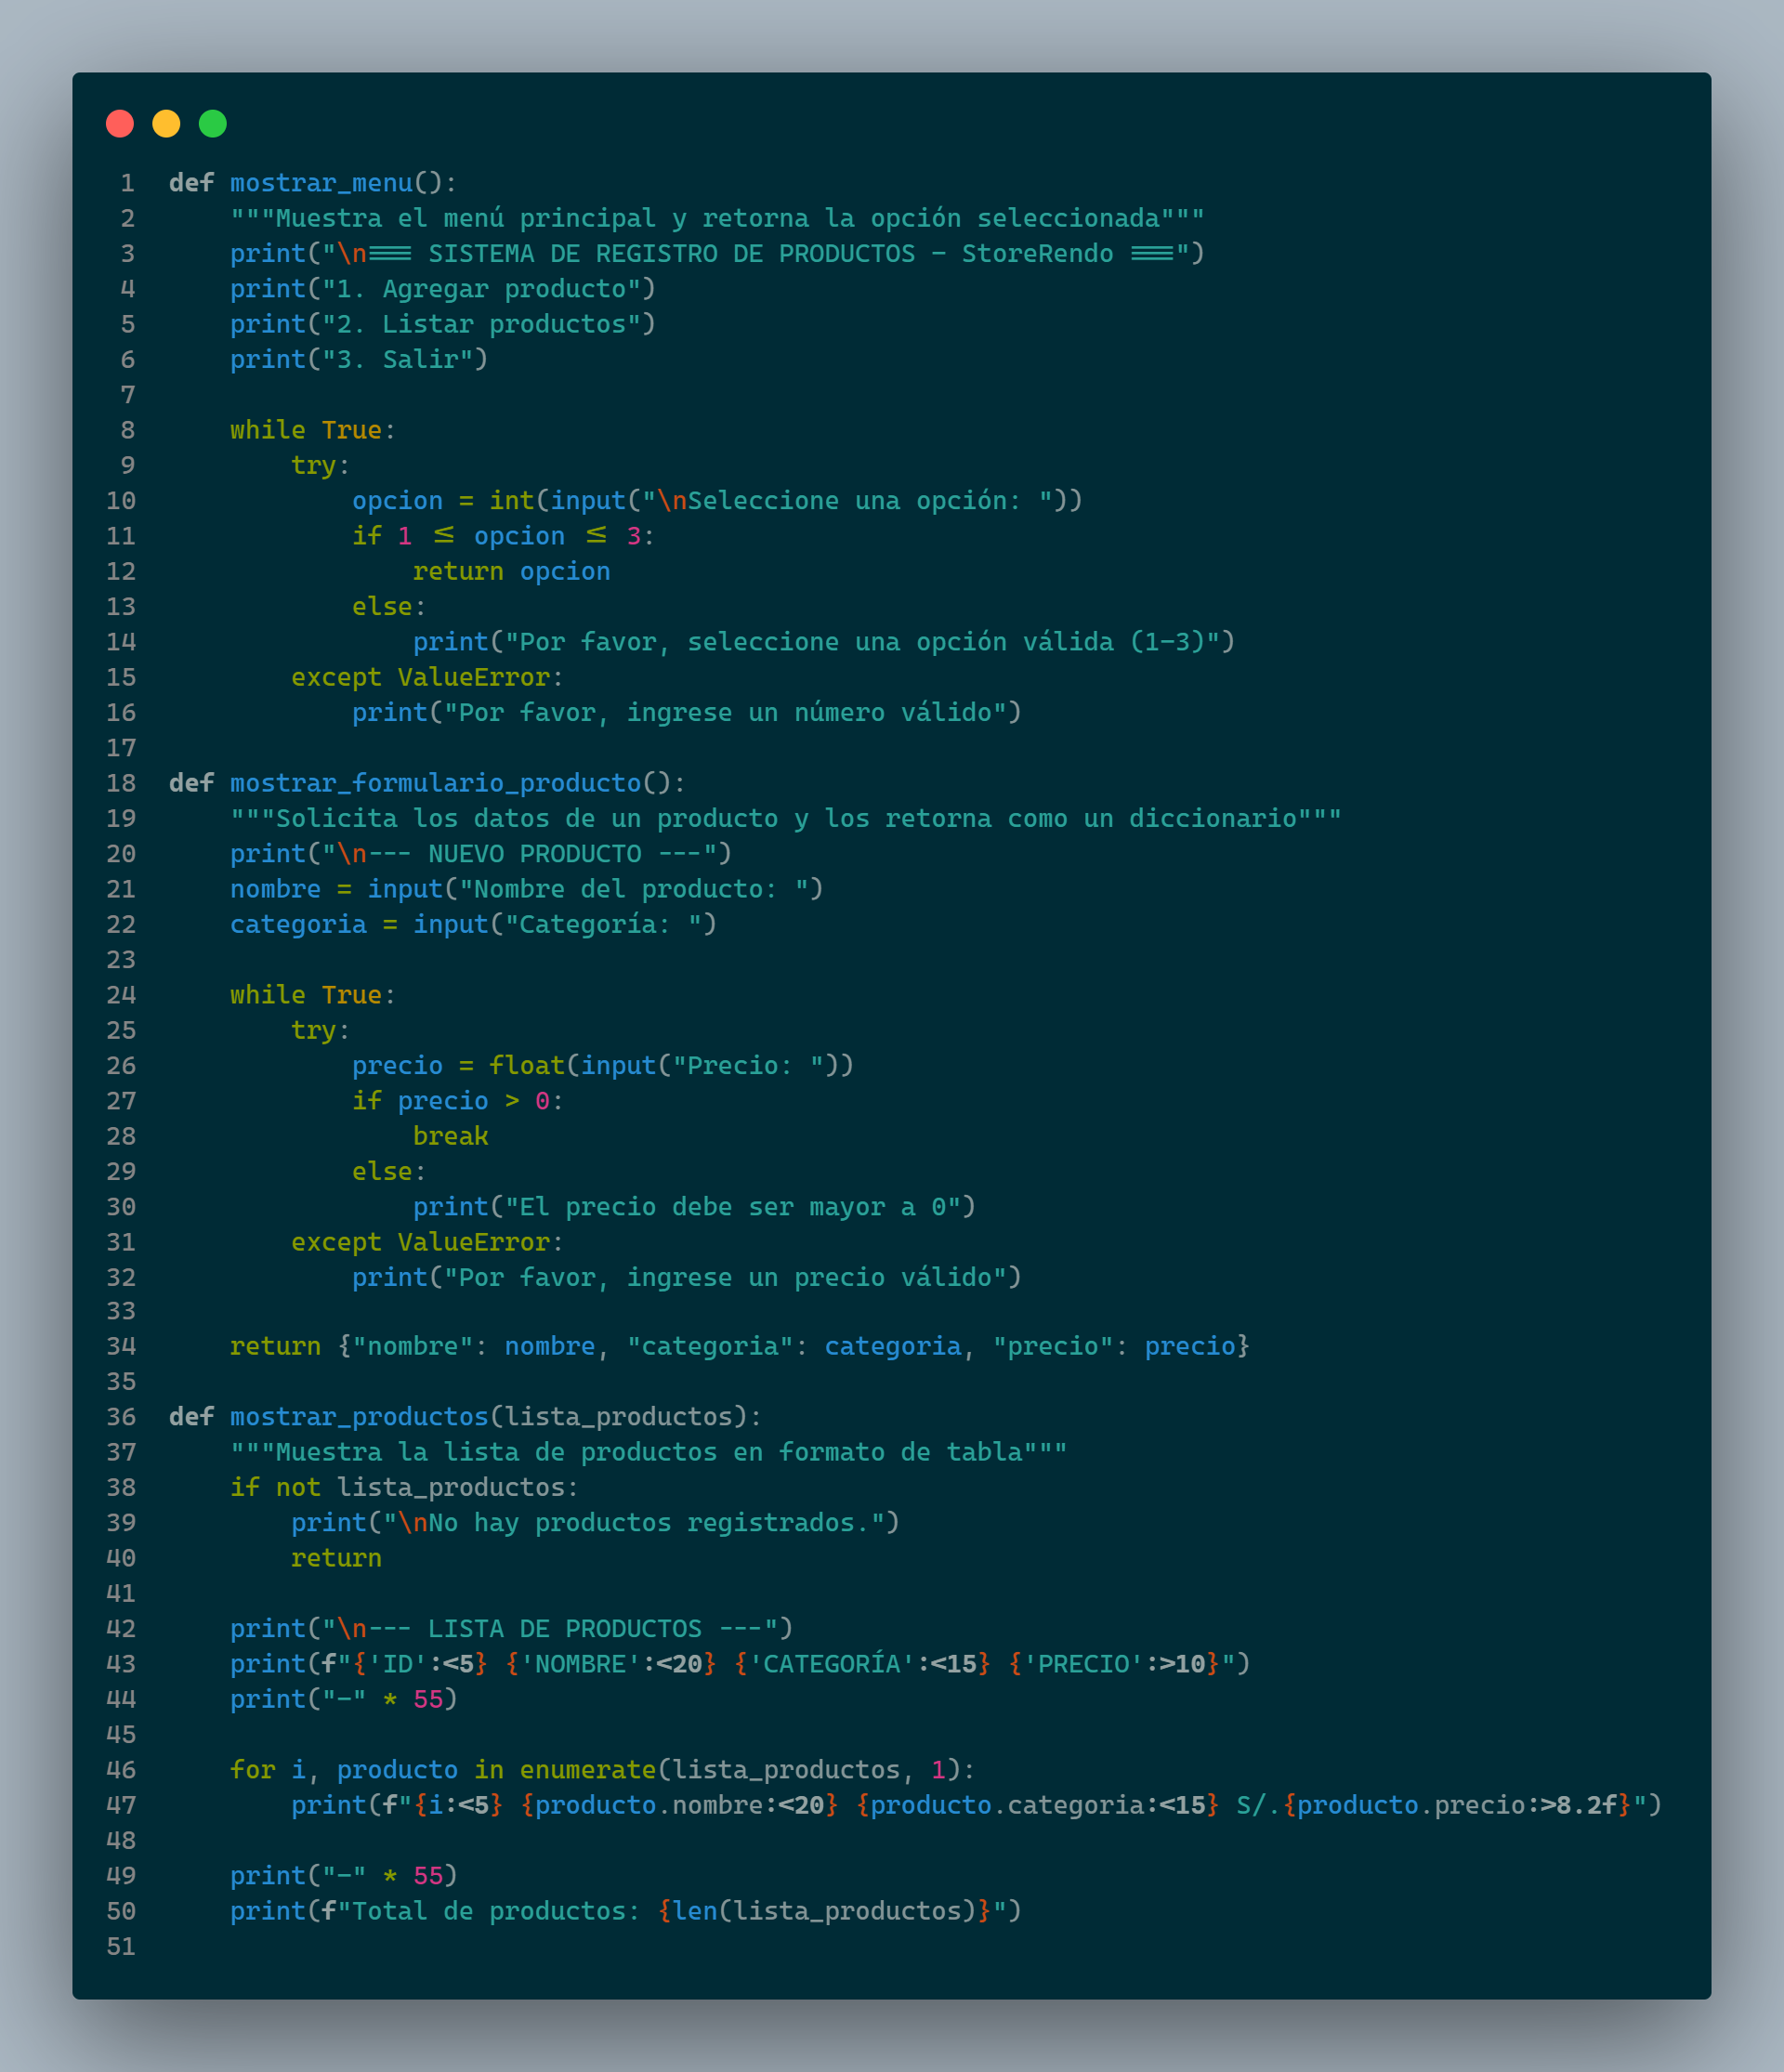 1 def mostrar_menu():
2     """Muestra el menú principal y retorna la opción seleccionada"""
3     print("\n=== SISTEMA DE REGISTRO DE PRODUCTOS - StoreRendo ===")
4     print("1. Agregar producto")
5     print("2. Listar productos")
6     print("3. Salir")
7
8     while True:
9         try:
10             opcion = int(input("\nSeleccione una opción: "))
11             if 1 <= opcion <= 3:
12                 return opcion
13             else:
14                 print("Por favor, seleccione una opción válida (1-3)")
15         except ValueError:
16             print("Por favor, ingrese un número válido")
17
18 def mostrar_formulario_producto():
19     """Solicita los datos de un producto y los retorna como un diccionario"""
20     print("\n--- NUEVO PRODUCTO ---")
21     nombre = input("Nombre del producto: ")
22     categoria = input("Categoría: ")
23
24     while True:
25         try:
26             precio = float(input("Precio: "))
27             if precio > 0:
28                 break
29             else:
30                 print("El precio debe ser mayor a 0")
31         except ValueError:
32             print("Por favor, ingrese un precio válido")
33
34     return {"nombre": nombre, "categoria": categoria, "precio": precio}
35
36 def mostrar_productos(lista_productos):
37     """Muestra la lista de productos en formato de tabla"""
38     if not lista_productos:
39         print("\nNo hay productos registrados.")
40         return
41
42     print("\n--- LISTA DE PRODUCTOS ---")
43     print(f"{'ID':<5} {'NOMBRE':<20} {'CATEGORÍA':<15} {'PRECIO':>10}")
44     print("-" * 55)
45
46     for i, producto in enumerate(lista_productos, 1):
47         print(f"{i:<5} {producto.nombre:<20} {producto.categoria:<15} S/.{producto.precio:>8.2f}")
48
49     print("-" * 55)
50     print(f"Total de productos: {len(lista_productos)}")
51